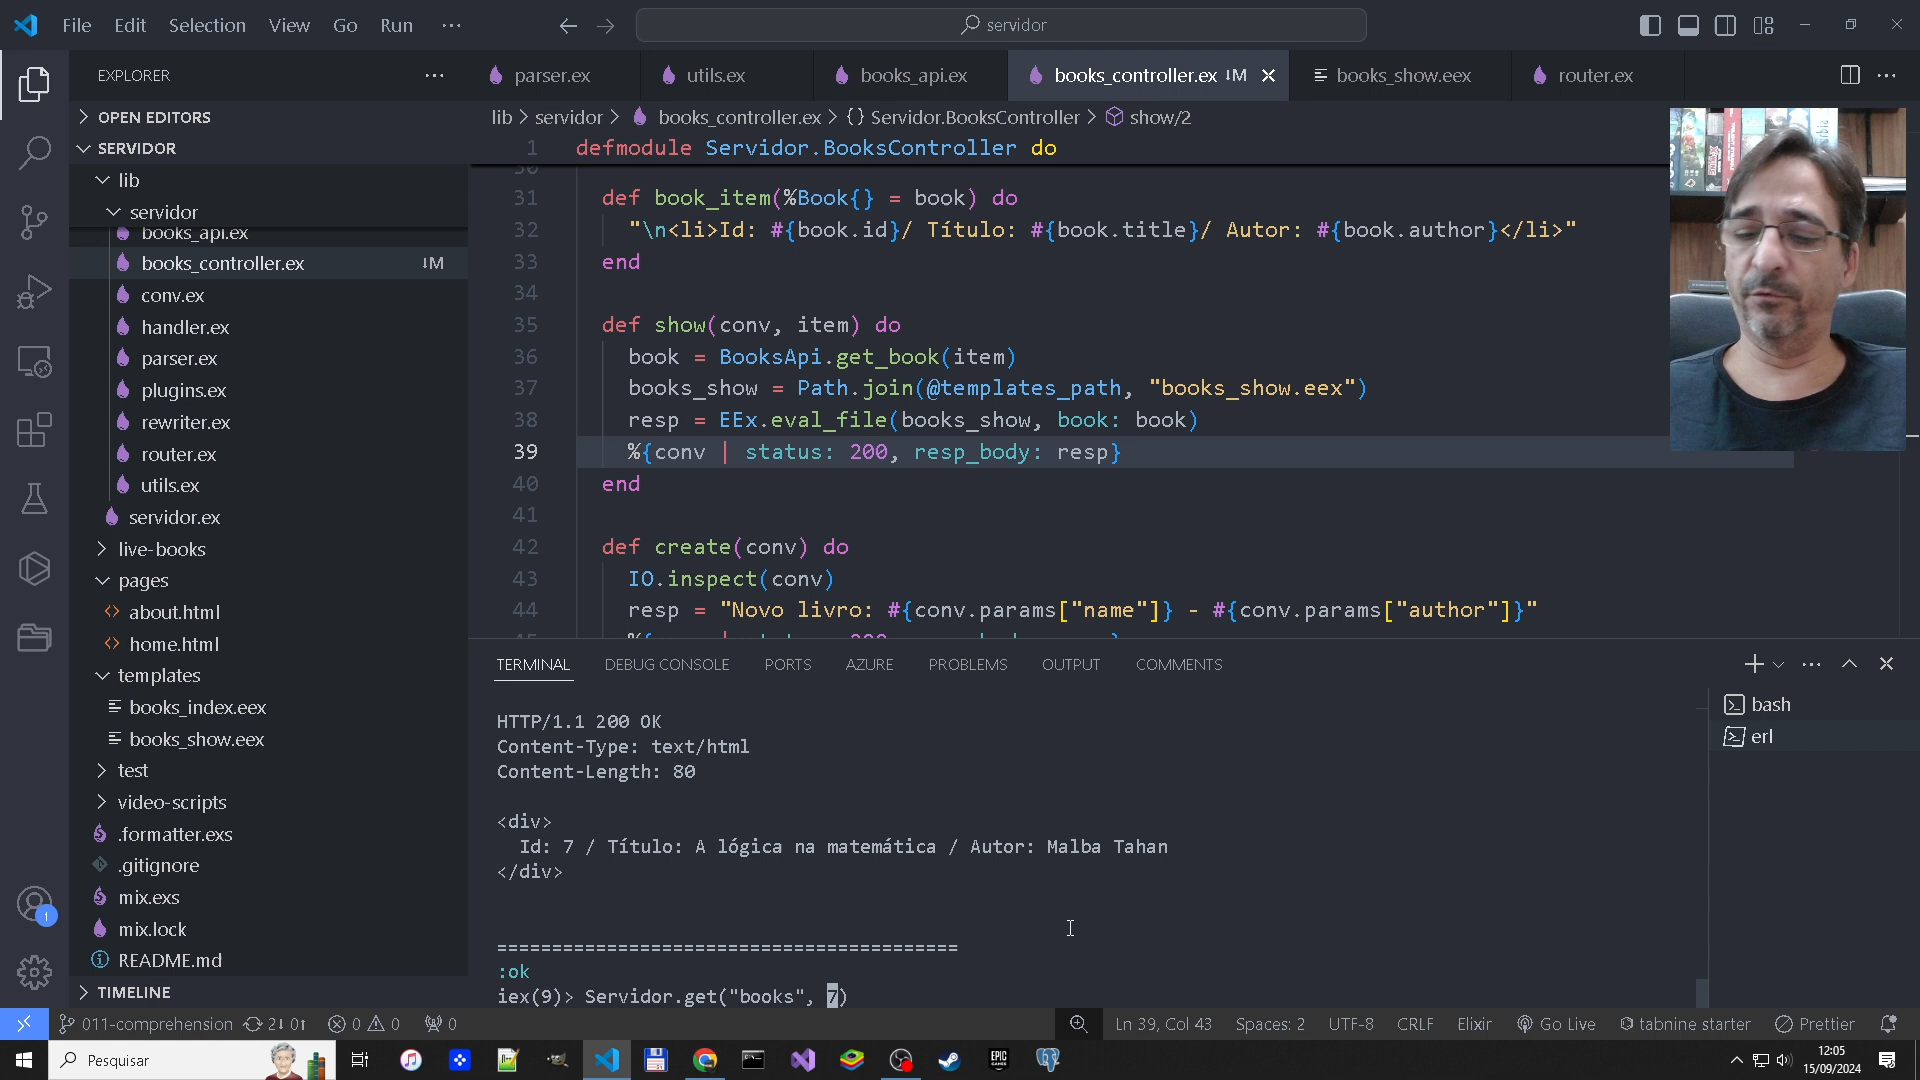 File Edit Selection View Go Run ···
servidor
EXPLORER
parser.ex
utils.ex
books_api.ex
books_controller.ex ↓M
books_show.eex
router.ex
OPEN EDITORS
SERVIDOR
lib
servidor
books_api.ex
books_controller.ex ↓M
conv.ex
handler.ex
parser.ex
plugins.ex
rewriter.ex
router.ex
utils.ex
servidor.ex
live-books
pages
about.html
home.html
templates
books_index.eex
books_show.eex
test
video-scripts
.formatter.exs
.gitignore
mix.exs
mix.lock
README.md
TIMELINE
lib > servidor > books_controller.ex > {} Servidor.BooksController > show/2
1 defmodule Servidor.BooksController do
30
31 def book_item(%Book{} = book) do
32 "\n<li>Id: #{book.id}/ Título: #{book.title}/ Autor: #{book.author}</li>"
33 end
34
35 def show(conv, item) do
36 book = BooksApi.get_book(item)
37 books_show = Path.join(@templates_path, "books_show.eex")
38 resp = EEx.eval_file(books_show, book: book)
39 %{conv | status: 200, resp_body: resp}
40 end
41
42 def create(conv) do
43 IO.inspect(conv)
44 resp = "Novo livro: #{conv.params["name"]} - #{conv.params["author"]}"
TERMINAL DEBUG CONSOLE PORTS AZURE PROBLEMS OUTPUT COMMENTS
bash
erl
HTTP/1.1 200 OK
Content-Type: text/html
Content-Length: 80
<div>
Id: 7 / Título: A lógica na matemática / Autor: Malba Tahan
</div>
==========================================
:ok
iex(9)> Servidor.get("books", 7)
011-comprehension 2↓ 0↑ 0 0 0
Ln 39, Col 43 Spaces: 2 UTF-8 CRLF Elixir Go Live tabnine starter Prettier
Pesquisar
12:05
15/09/2024